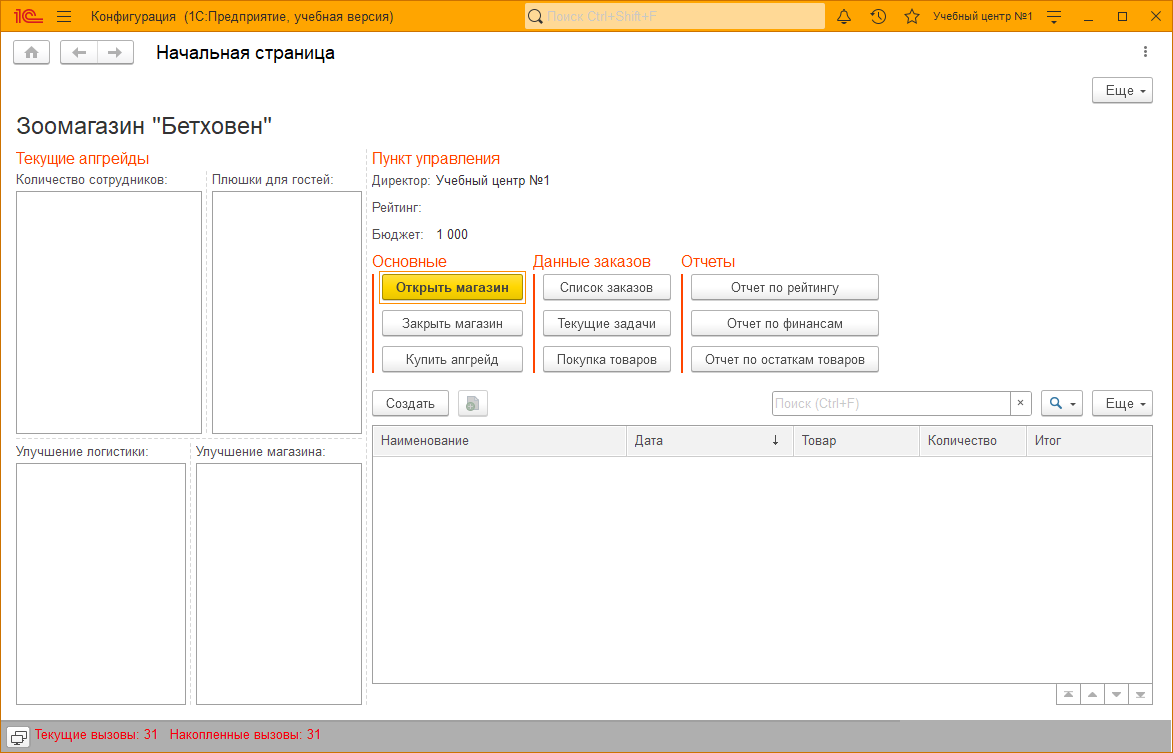 1С Конфигурация (1С:Предприятие, учебная версия) Поиск Ctrl+Shift+F Учебный центр №1
Начальная страница
Еще
Зоомагазин "Бетховен"
Текущие апгрейды
Количество сотрудников: Плюшки для гостей:
Улучшение логистики: Улучшение магазина:
Пункт управления
Директор: Учебный центр №1
Рейтинг:
Бюджет: 1 000
Основные Данные заказов Отчеты
Открыть магазин Список заказов Отчет по рейтингу
Закрыть магазин Текущие задачи Отчет по финансам
Купить апгрейд Покупка товаров Отчет по остаткам товаров
Создать Поиск (Ctrl+F) × Еще
Наименование Дата ↓ Товар Количество Итог
Текущие вызовы: 31 Накопленные вызовы: 31